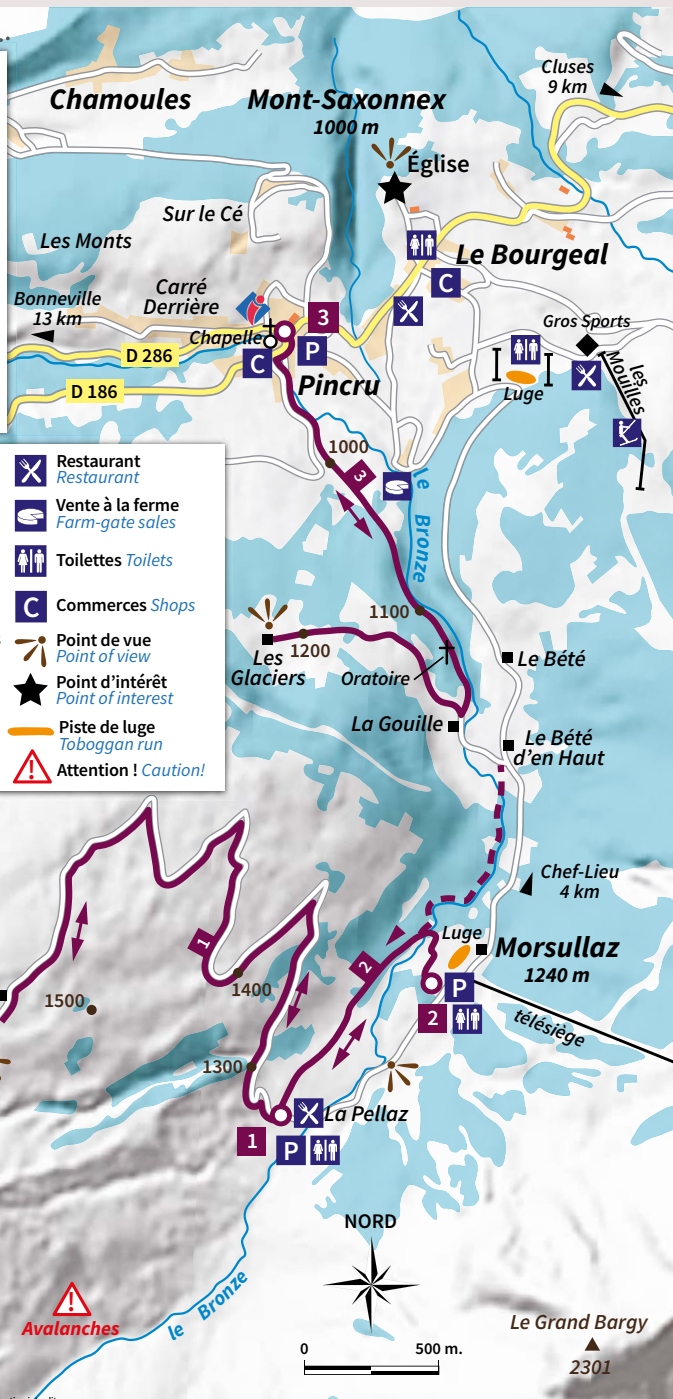 Cluses
9 km
Chamoules
Mont-Saxonnex
1000 m
Église
Sur le Cé
Les Monts
Le Bourgeal
C
Bonneville
13 km
Carré
Derrière
3
Chapelle
Gros Sports
D 286
C
P
D 186
Pincru
Luge
les
Mouilles
1000
3
le Bronze
Restaurant
Restaurant
Vente à la ferme
Farm-gate sales
Toilettes Toilets
C
Commerces Shops
Point de vue
Point of view
Point d'intérêt
Point of interest
Piste de luge
Toboggan run
Attention ! Caution!
1100
1200
Les
Glaciers
Oratoire
Le Bété
La Gouille
Le Bété
d'en Haut
Chef-Lieu
4 km
1
Luge
Morsullaz
1240 m
2
1400
1500
P
2
télésiège
1300
La Pellaz
1
P
NORD
le Bronze
Avalanches
0
500 m.
Le Grand Bargy
2301